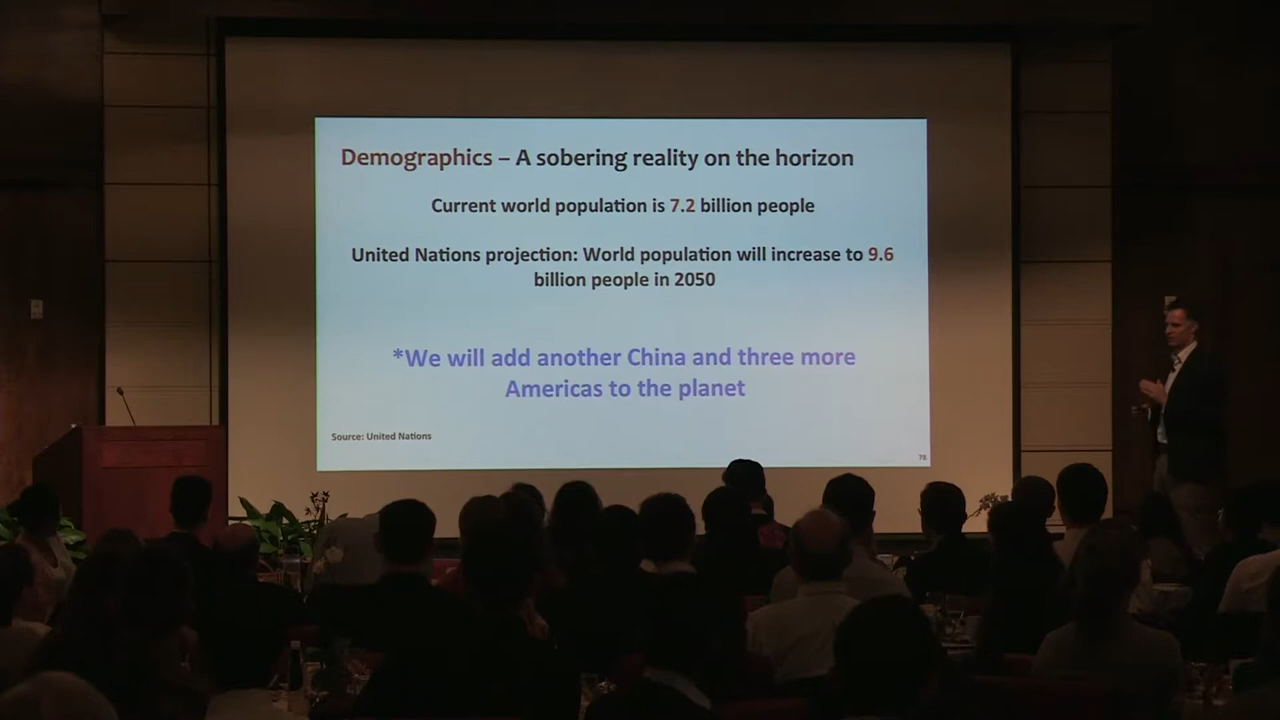 Demographics – A sobering reality on the horizon
Current world population is 7.2 billion people
United Nations projection: World population will increase to 9.6
billion people in 2050
*We will add another China and three more
Americas to the planet
Source: United Nations
78